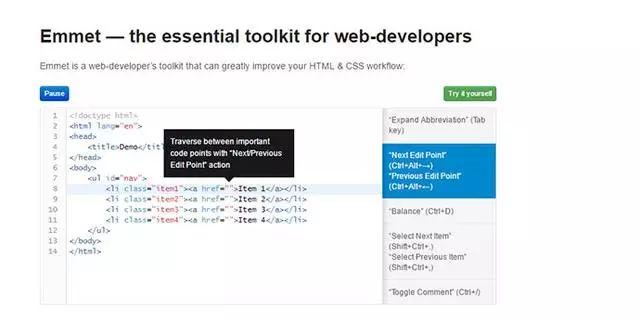 Emmet — the essential toolkit for web-developers
Emmet is a web-developer's toolkit that can greatly improve your HTML & CSS workflow:
Pause
Try it yourself
1 <!doctype html>
2 <html lang="en">
3 <head>
4 <title>Demo</titl
5 </head>
6 <body>
7 <ul id="nav">
8 <li class="item1"><a href="">Item 1</a></li>
9 <li class="item2"><a href="">Item 2</a></li>
10 <li class="item3"><a href="">Item 3</a></li>
11 <li class="item4"><a href="">Item 4</a></li>
12 </ul>
13 </body>
14 </html>
Traverse between important
code points with "Next/Previous
Edit Point" action
"Expand Abbreviation" (Tab
key)
"Next Edit Point"
(Ctrl+Alt+→)
"Previous Edit Point"
(Ctrl+Alt+←)
"Balance" (Ctrl+D)
"Select Next Item"
(Shift+Ctrl+.)
"Select Previous Item"
(Shift+Ctrl+,)
"Toggle Comment" (Ctrl+/)